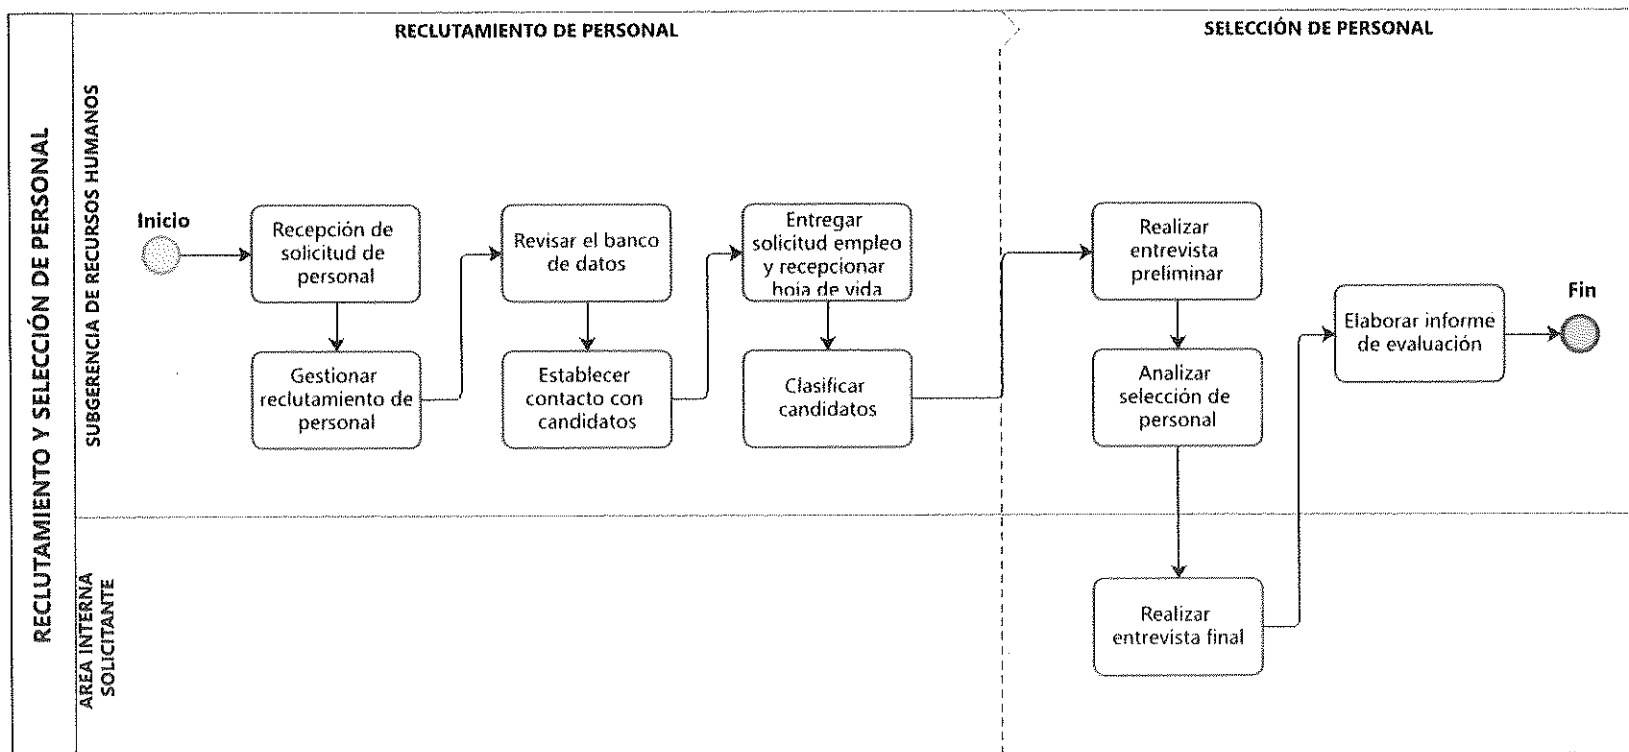 RECLUTAMIENTO Y SELECCIÓN DE PERSONAL
RECLUTAMIENTO DE PERSONAL
SELECCIÓN DE PERSONAL
SUBGERENCIA DE RECURSOS HUMANOS
Inicio
Recepción de
solicitud de
personal
Gestionar
reclutamiento de
personal
Revisar el banco
de datos
Establecer
contacto con
candidatos
Entregar
solicitud empleo
y recepcionar
hoja de vida
Clasificar
candidatos
Realizar
entrevista
preliminar
Analizar
selección de
personal
Elaborar informe
de evaluación
Fin
AREA INTERNA
SOLICITANTE
Realizar
entrevista final